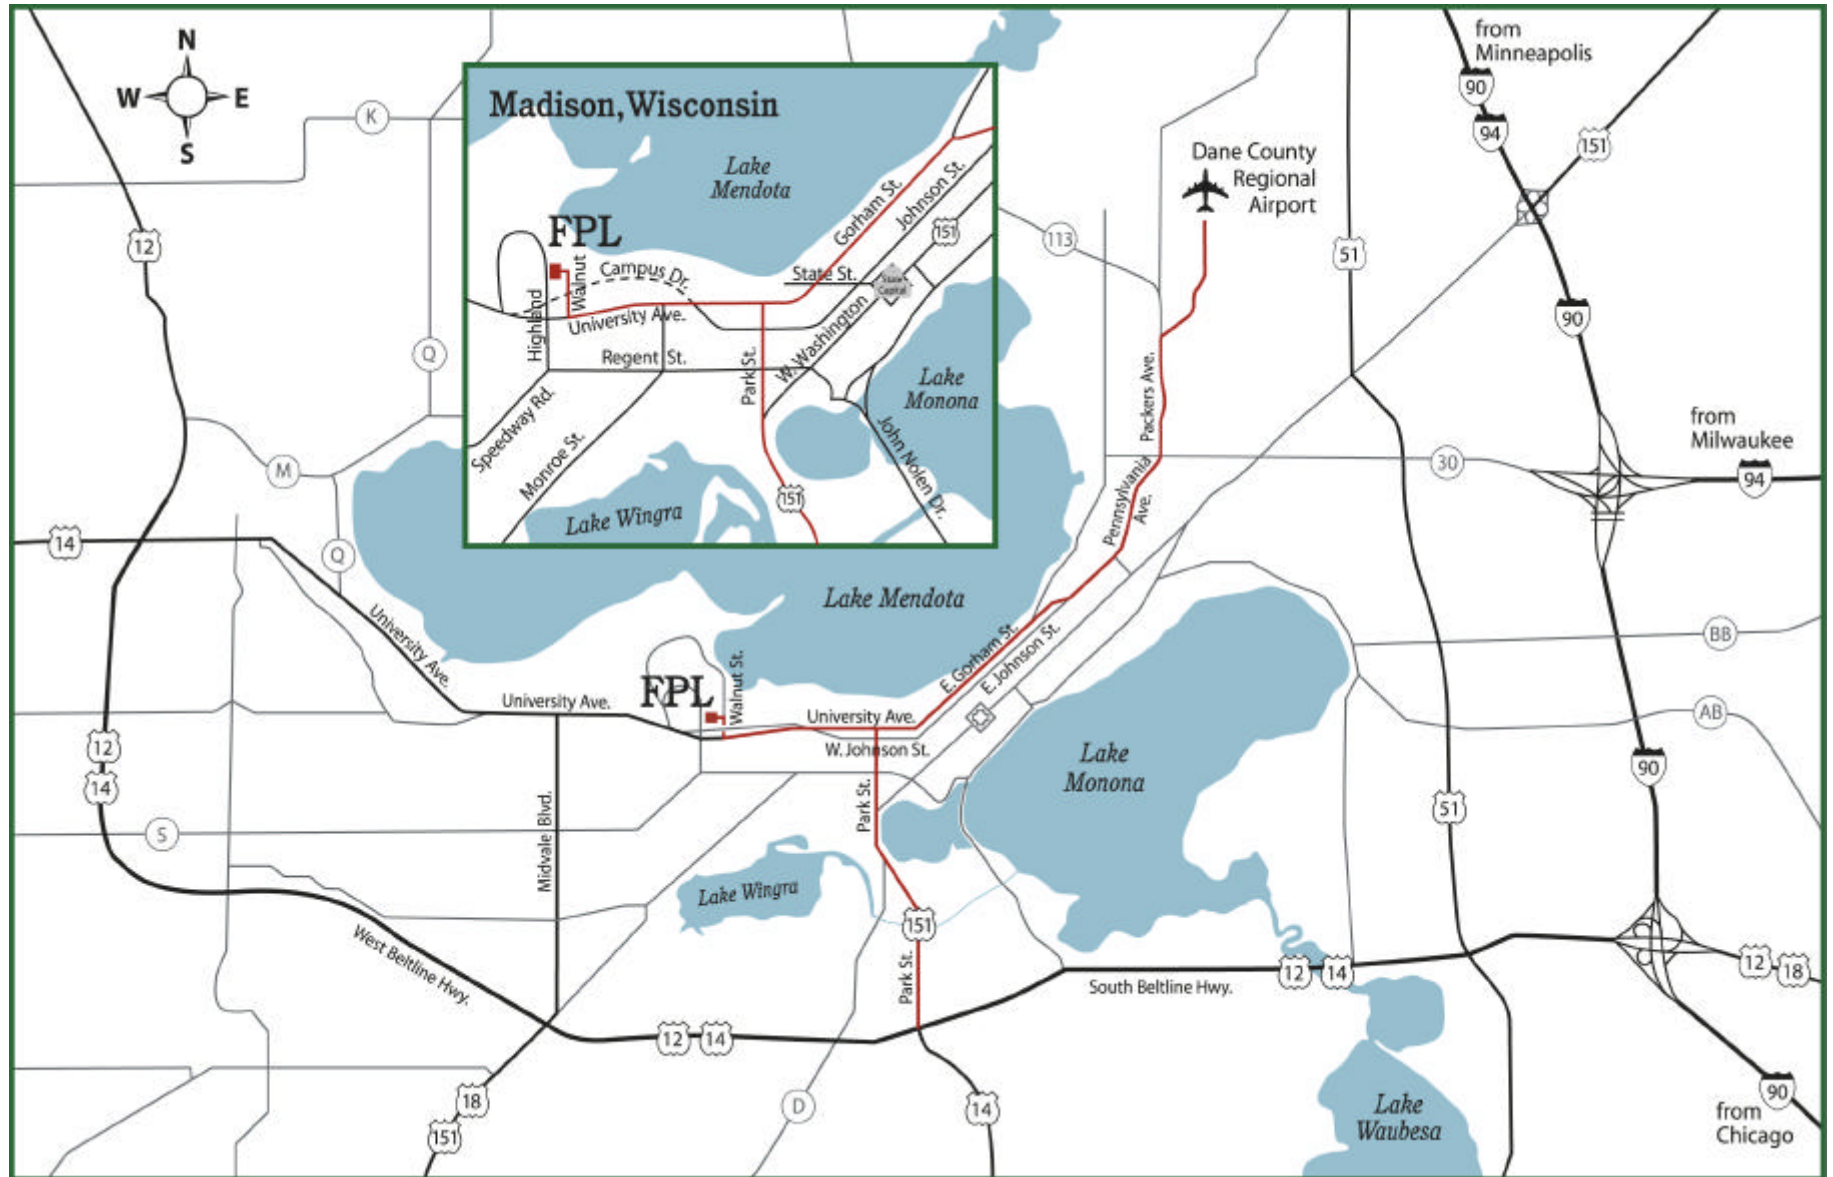 N
W
E
S
K
12
Q
M
14
Q
12
14
S
Madison, Wisconsin
Lake
Mendota
FPL
Campus Dr.
Walnut
Highland
University Ave.
Regent St.
Speedway Rd.
Monroe St.
State St.
Gorham St.
Johnson St.
151
State
Capital
W. Washington
Park St.
Lake
Monona
John Nolen Dr.
151
Lake Wingra
from
Minneapolis
90
94
151
Dane County
Regional
Airport
113
51
90
Packers Ave.
from
Milwaukee
30
94
Pennsylvania
Ave.
Lake Mendota
University Ave.
University Ave.
FPL
Walnut St.
University Ave.
W. Johnson St.
E. Gorham St.
E. Johnson St.
BB
AB
Lake
Monona
90
51
Midvale Blvd.
Park St.
Lake Wingra
151
Park St.
West Beltline Hwy.
12
14
South Beltline Hwy.
12
14
12
18
18
151
D
14
Lake
Waubesa
90
from
Chicago